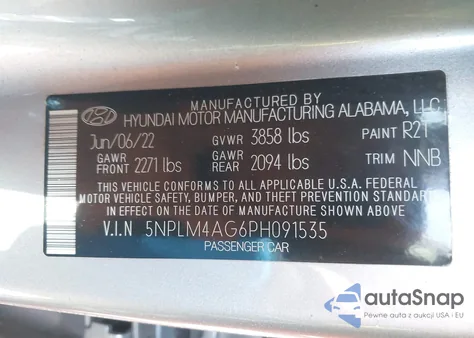 MANUFACTURED BY
HYUNDAI MOTOR MANUFACTURING ALABAMA, LLC
Jun/06/22 GVWR 3858 lbs PAINT R2T
GAWR FRONT 2271 lbs GAWR REAR 2094 lbs TRIM NNB
THIS VEHICLE CONFORMS TO ALL APPLICABLE U.S.A. FEDERAL
MOTOR VEHICLE SAFETY, BUMPER, AND THEFT PREVENTION STANDARDS
IN EFFECT ON THE DATE OF MANUFACTURE SHOWN ABOVE.
V.I.N 5NPLM4AG6PH091535
PASSENGER CAR
autoSnap
Pewne auta z aukcji USA - EU